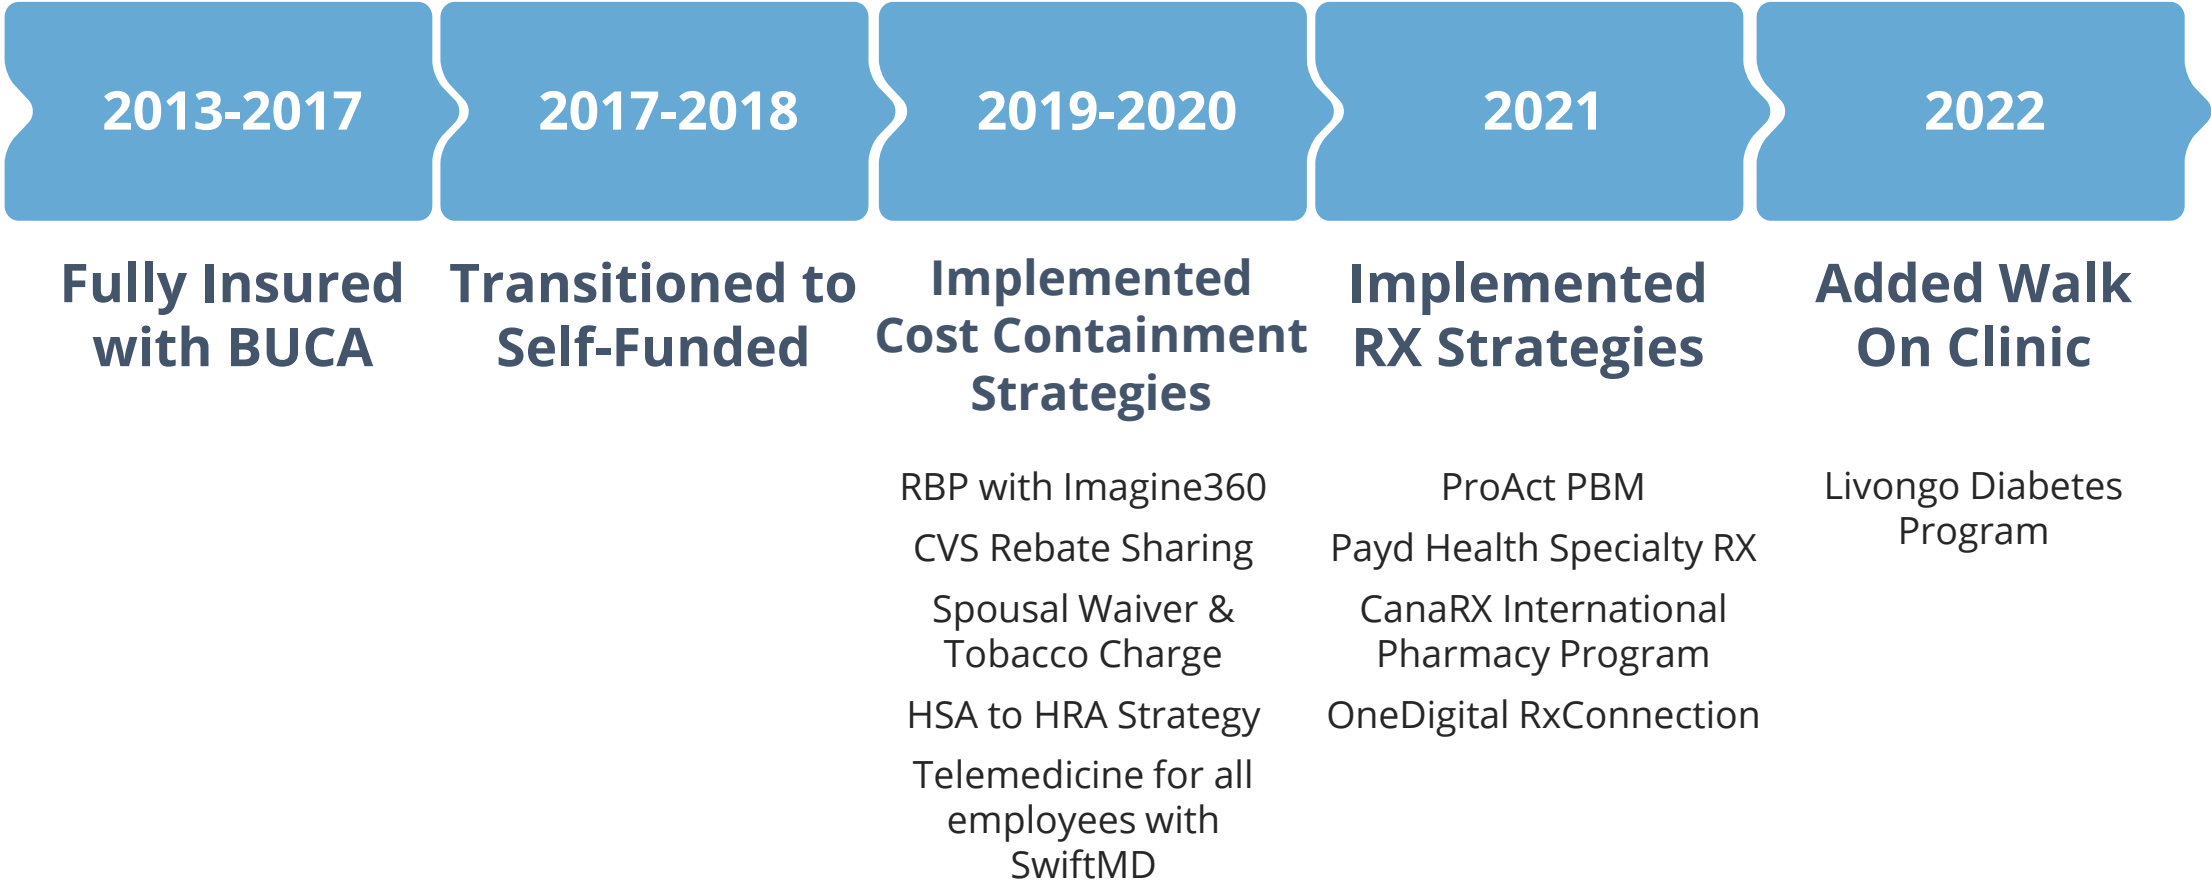 2013-2017
Fully Insured
with BUCA
2017-2018
Transitioned to
Self-Funded
2019-2020
Implemented
Cost Containment
Strategies
RBP with Imagine360
CVS Rebate Sharing
Spousal Waiver &
Tobacco Charge
HSA to HRA Strategy
Telemedicine for all
employees with
SwiftMD
2021
Implemented
RX Strategies
ProAct PBM
Payd Health Specialty RX
CanaRX International
Pharmacy Program
OneDigital RxConnection
2022
Added Walk
On Clinic
Livongo Diabetes
Program